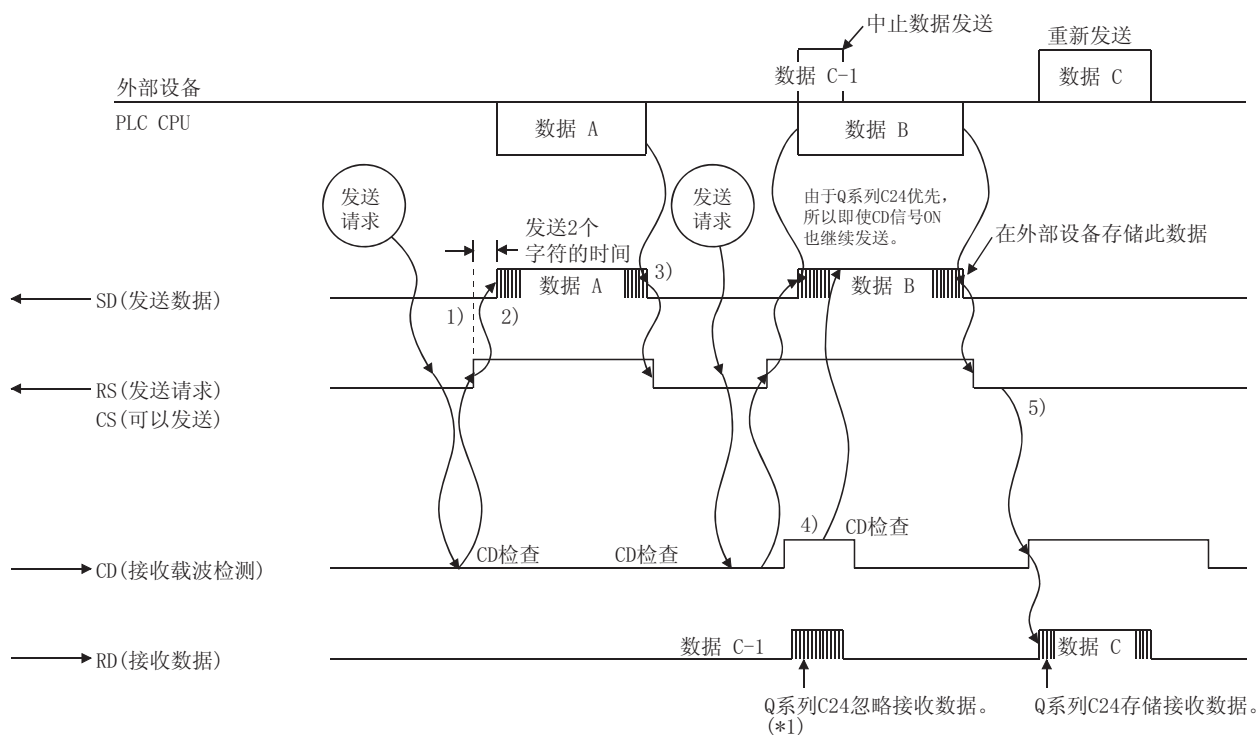 中止数据发送
重新发送
数据 C-1
数据 C
外部设备
PLC CPU
数据 A
数据 B
发送
请求
发送
请求
由于Q系列C24优先，
所以即使CD信号ON
也继续发送。
发送2个
字符的时间
在外部设备存储此数据
3)
数据 A
数据 B
SD(发送数据)
1)
2)
RS(发送请求)
CS(可以发送)
5)
4)
CD检查
CD检查
CD检查
CD(接收载波检测)
数据 C-1
数据 C
RD(接收数据)
Q系列C24忽略接收数据。
(*1)
Q系列C24存储接收数据。